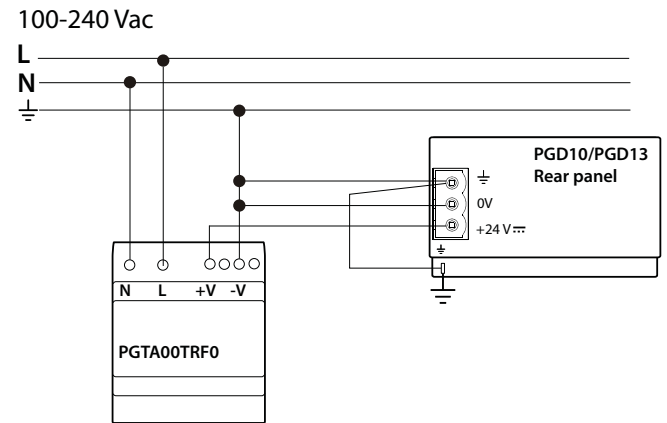 100-240 Vac
L
N
PGD10/PGD13
Rear panel
0V
+24 V
N L +V -V
PGTA00TRF0